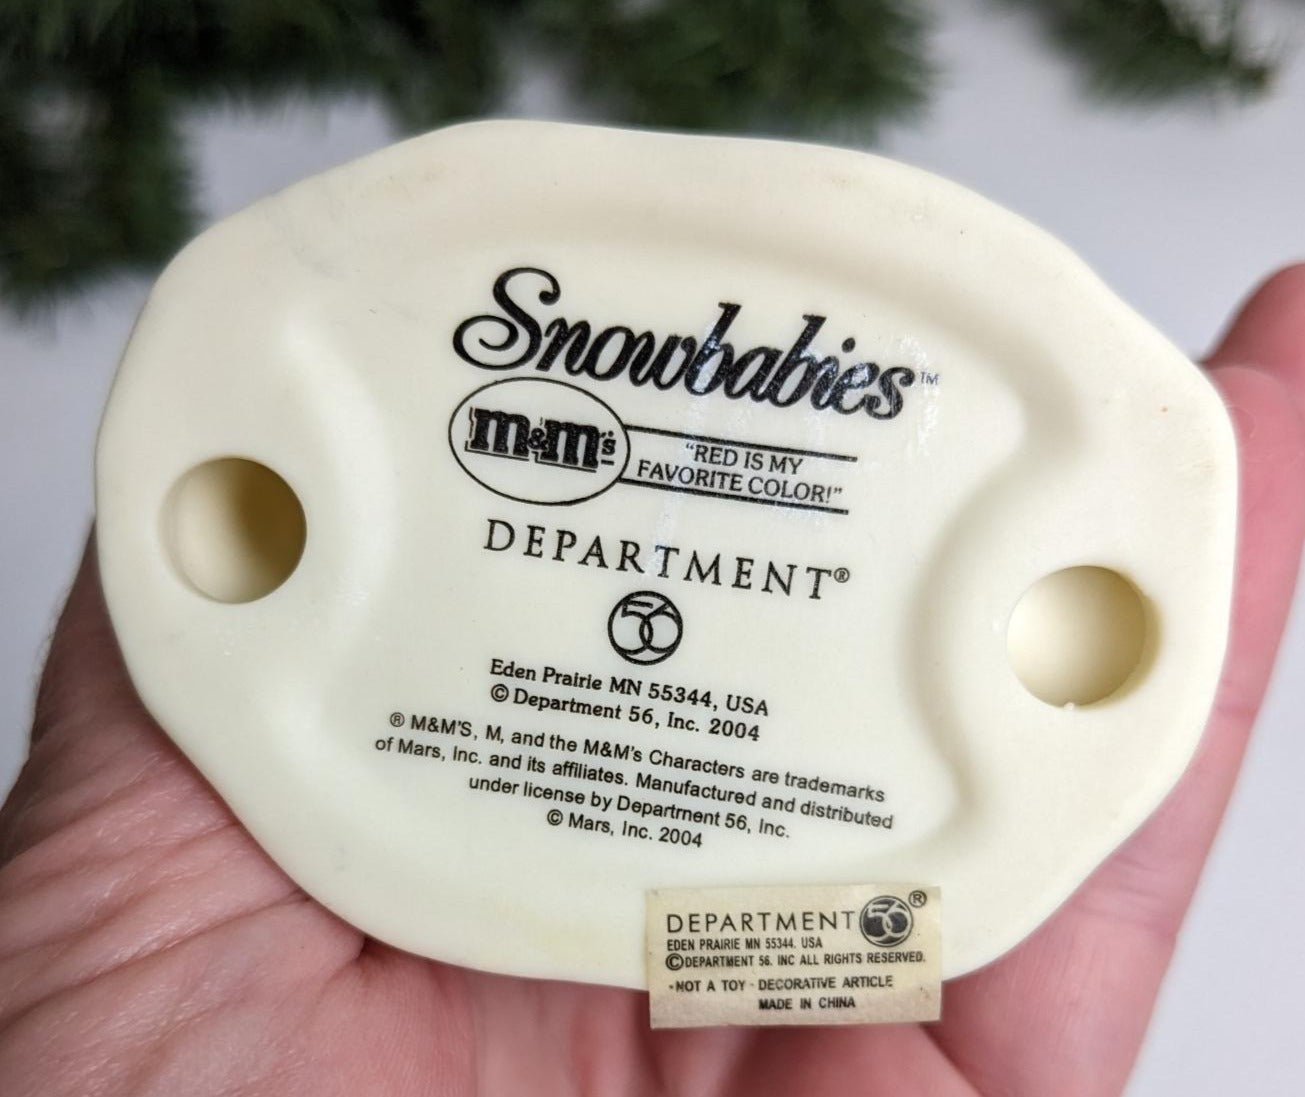 Snowbabies™
m&m's
"RED IS MY
FAVORITE COLOR!"
DEPARTMENT®
56
Eden Prairie MN 55344, USA
© Department 56, Inc. 2004
® M&M'S, M, and the M&M's Characters are trademarks
of Mars, Inc. and its affiliates. Manufactured and distributed
under license by Department 56, Inc.
© Mars, Inc. 2004
DEPARTMENT 56®
EDEN PRAIRIE MN 55344. USA
©DEPARTMENT 56. INC ALL RIGHTS RESERVED.
·NOT A TOY · DECORATIVE ARTICLE
MADE IN CHINA